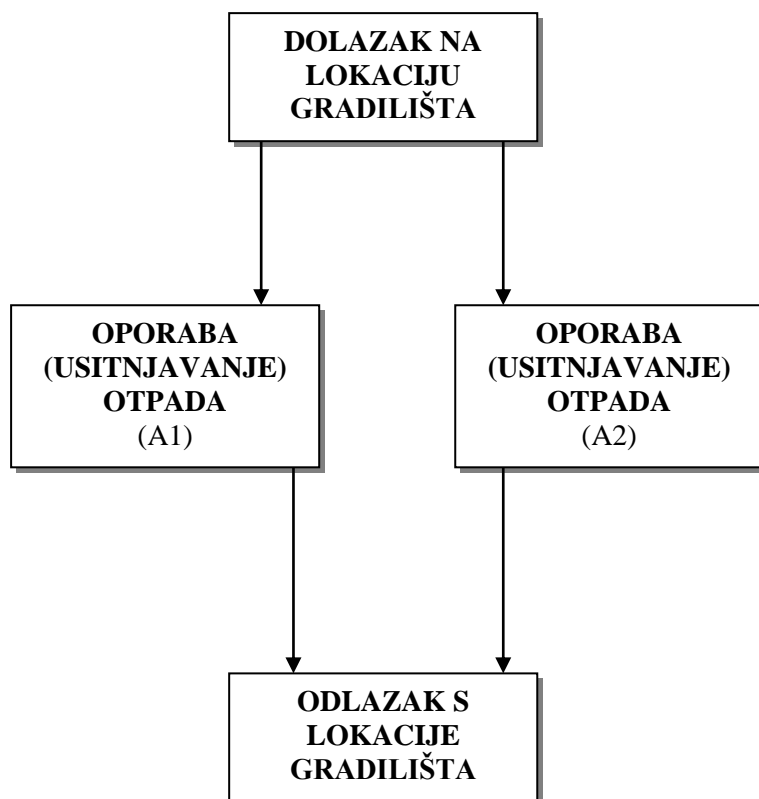 DOLAZAK NA
LOKACIJU
GRADILIŠTA
OPORABA
(USITNJAVANJE)
OTPADA
(A1)
OPORABA
(USITNJAVANJE)
OTPADA
(A2)
ODLAZAK S
LOKACIJE
GRADILIŠTA